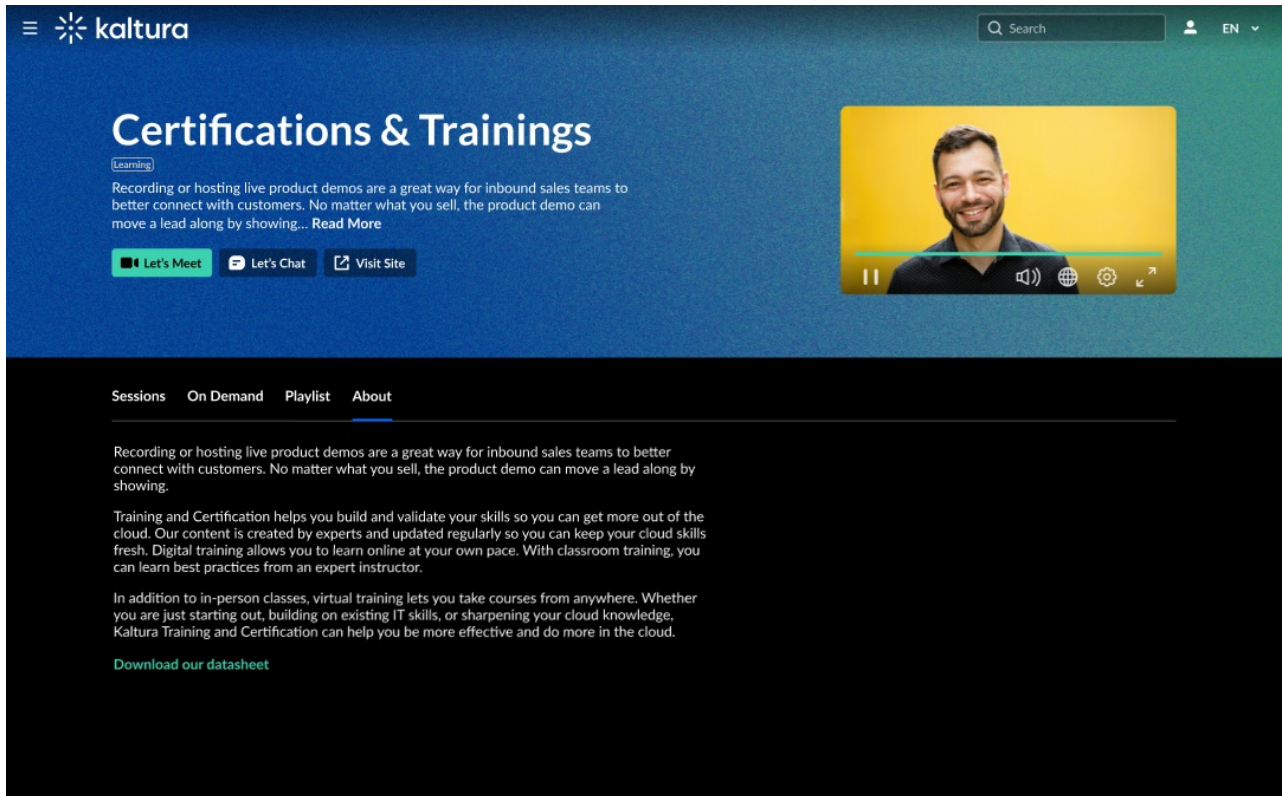 kaltura
Search
EN
Certifications & Trainings
Learning
Recording or hosting live product demos are a great way for inbound sales teams to
better connect with customers. No matter what you sell, the product demo can
move a lead along by showing... Read More
Let's Meet
Let's Chat
Visit Site
Sessions
On Demand
Playlist
About
Recording or hosting live product demos are a great way for inbound sales teams to better
connect with customers. No matter what you sell, the product demo can move a lead along by
showing.
Training and Certification helps you build and validate your skills so you can get more out of the
cloud. Our content is created by experts and updated regularly so you can keep your cloud skills
fresh. Digital training allows you to learn online at your own pace. With classroom training, you
can learn best practices from an expert instructor.
In addition to in-person classes, virtual training lets you take courses from anywhere. Whether
you are just starting out, building on existing IT skills, or sharpening your cloud knowledge,
Kaltura Training and Certification can help you be more effective and do more in the cloud.
Download our datasheet